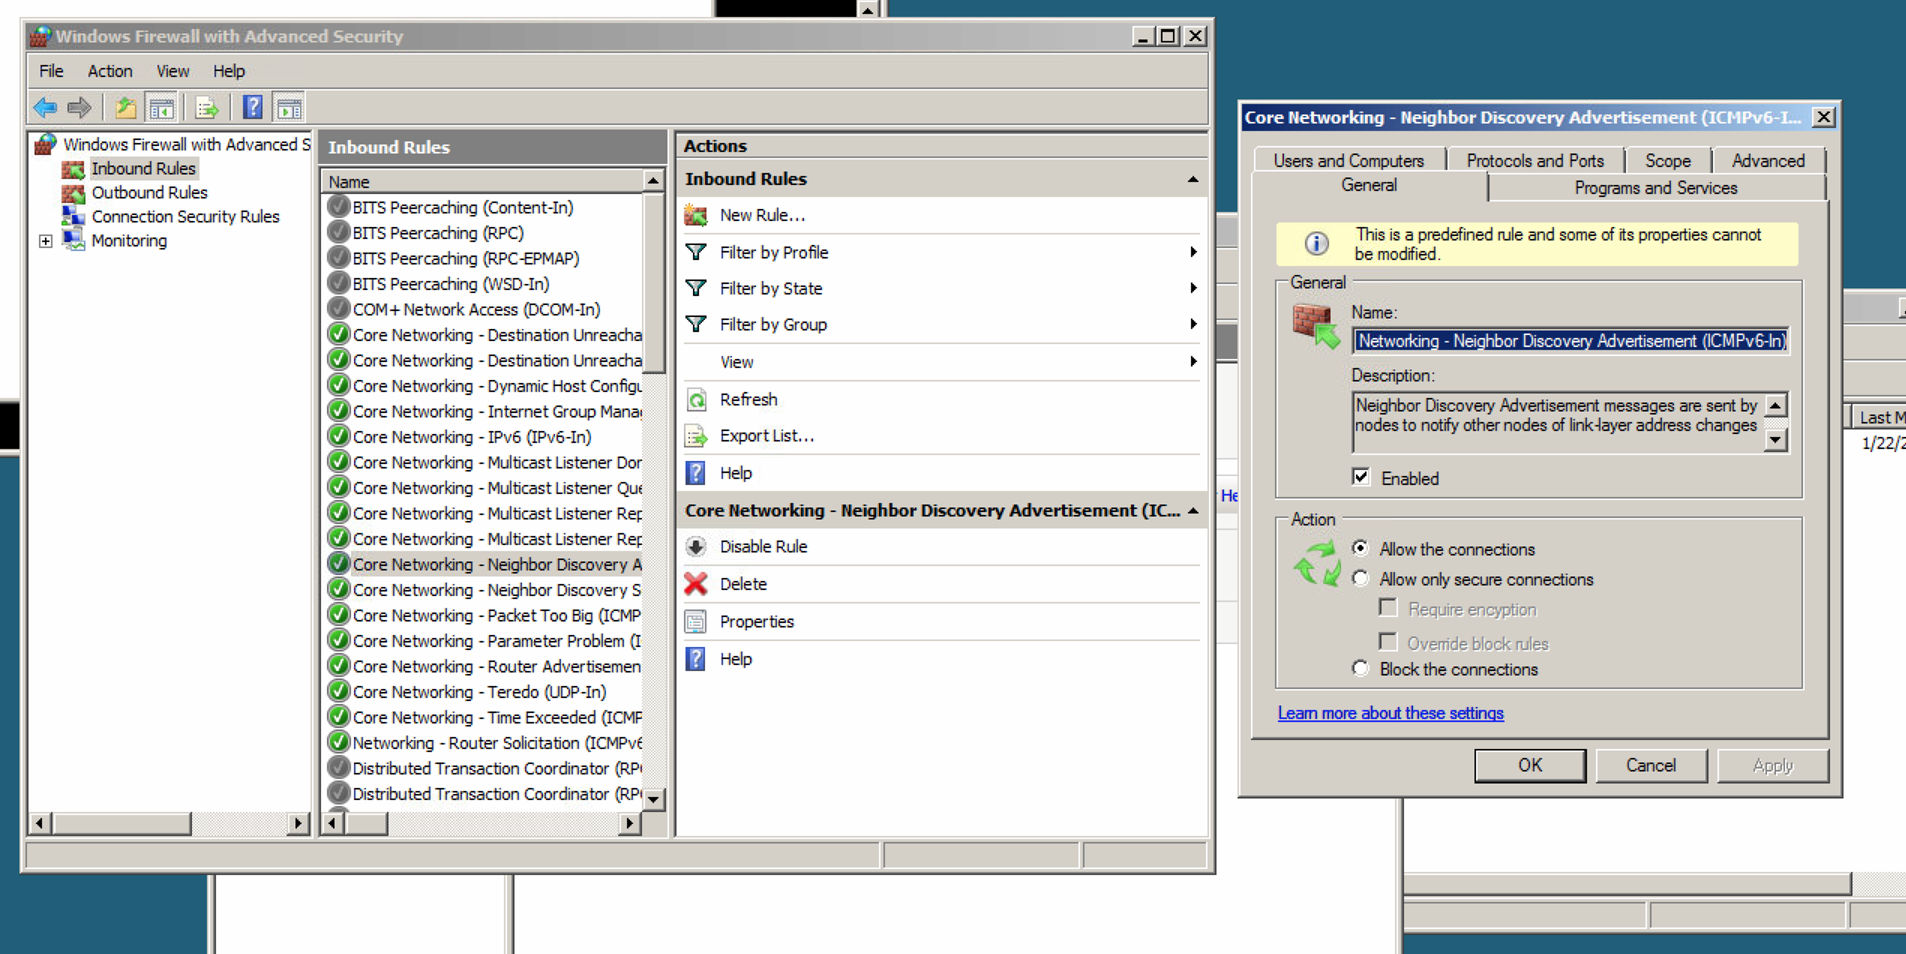 Windows Firewall with Advanced Security
File Action View Help
Windows Firewall with Advanced S
Inbound Rules
Outbound Rules
Connection Security Rules
Monitoring
Inbound Rules
Name
BITS Peercaching (Content-In)
BITS Peercaching (RPC)
BITS Peercaching (RPC-EPMAP)
BITS Peercaching (WSD-In)
COM+ Network Access (DCOM-In)
Core Networking - Destination Unreacha
Core Networking - Destination Unreacha
Core Networking - Dynamic Host Configu
Core Networking - Internet Group Manag
Core Networking - IPv6 (IPv6-In)
Core Networking - Multicast Listener Dor
Core Networking - Multicast Listener Que
Core Networking - Multicast Listener Rep
Core Networking - Multicast Listener Rep
Core Networking - Neighbor Discovery A
Core Networking - Neighbor Discovery S
Core Networking - Packet Too Big (ICMP
Core Networking - Parameter Problem (I
Core Networking - Router Advertisemen
Core Networking - Teredo (UDP-In)
Core Networking - Time Exceeded (ICMP
Networking - Router Solicitation (ICMPv6
Distributed Transaction Coordinator (RP
Distributed Transaction Coordinator (RP
Actions
Inbound Rules
New Rule...
Filter by Profile
Filter by State
Filter by Group
View
Refresh
Export List...
Help
Core Networking - Neighbor Discovery Advertisement (IC...
Disable Rule
Delete
Properties
Help
He
Core Networking - Neighbor Discovery Advertisement (ICMPv6-I...
Users and Computers Protocols and Ports Scope Advanced
General Programs and Services
This is a predefined rule and some of its properties cannot
be modified.
General
Name:
Networking - Neighbor Discovery Advertisement (ICMPv6-In)
Description:
Neighbor Discovery Advertisement messages are sent by
nodes to notify other nodes of link-layer address changes
Enabled
Action
Allow the connections
Allow only secure connections
Require encyption
Override block rules
Block the connections
Learn more about these settings
OK Cancel Apply
Last M
1/22/2